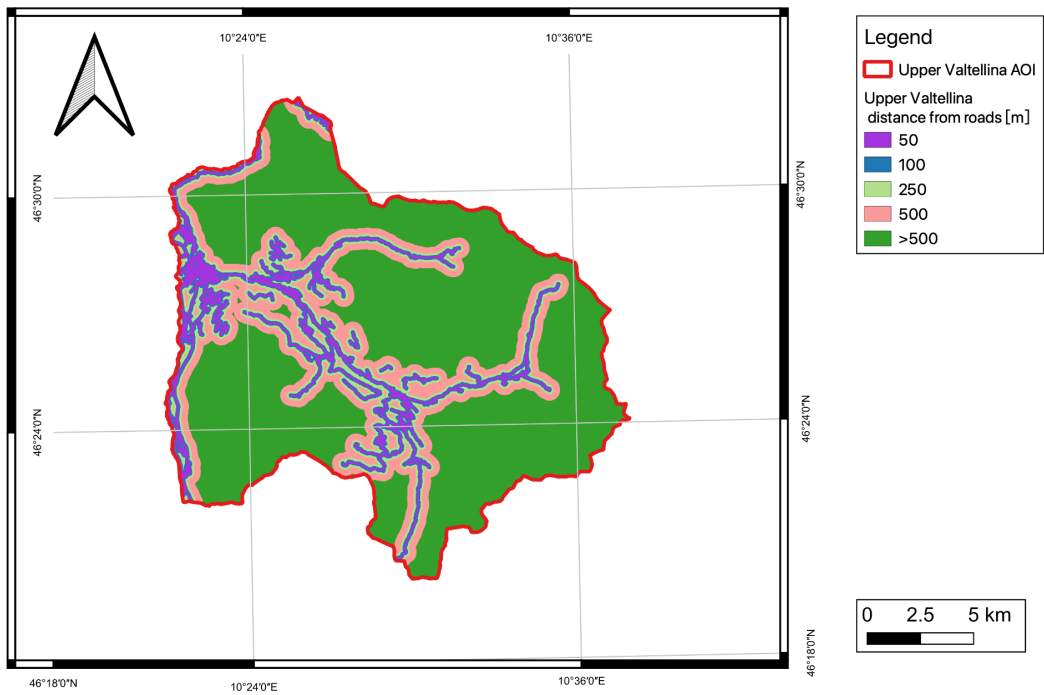 10°24'0"E
10°36'0"E
46°30'0"N
46°30'0"N
46°24'0"N
46°24'0"N
46°18'0"N
46°18'0"N
10°24'0"E
10°36'0"E
Legend
Upper Valtellina AOI
Upper Valtellina
distance from roads [m]
50
100
250
500
>500
0 2.5 5 km